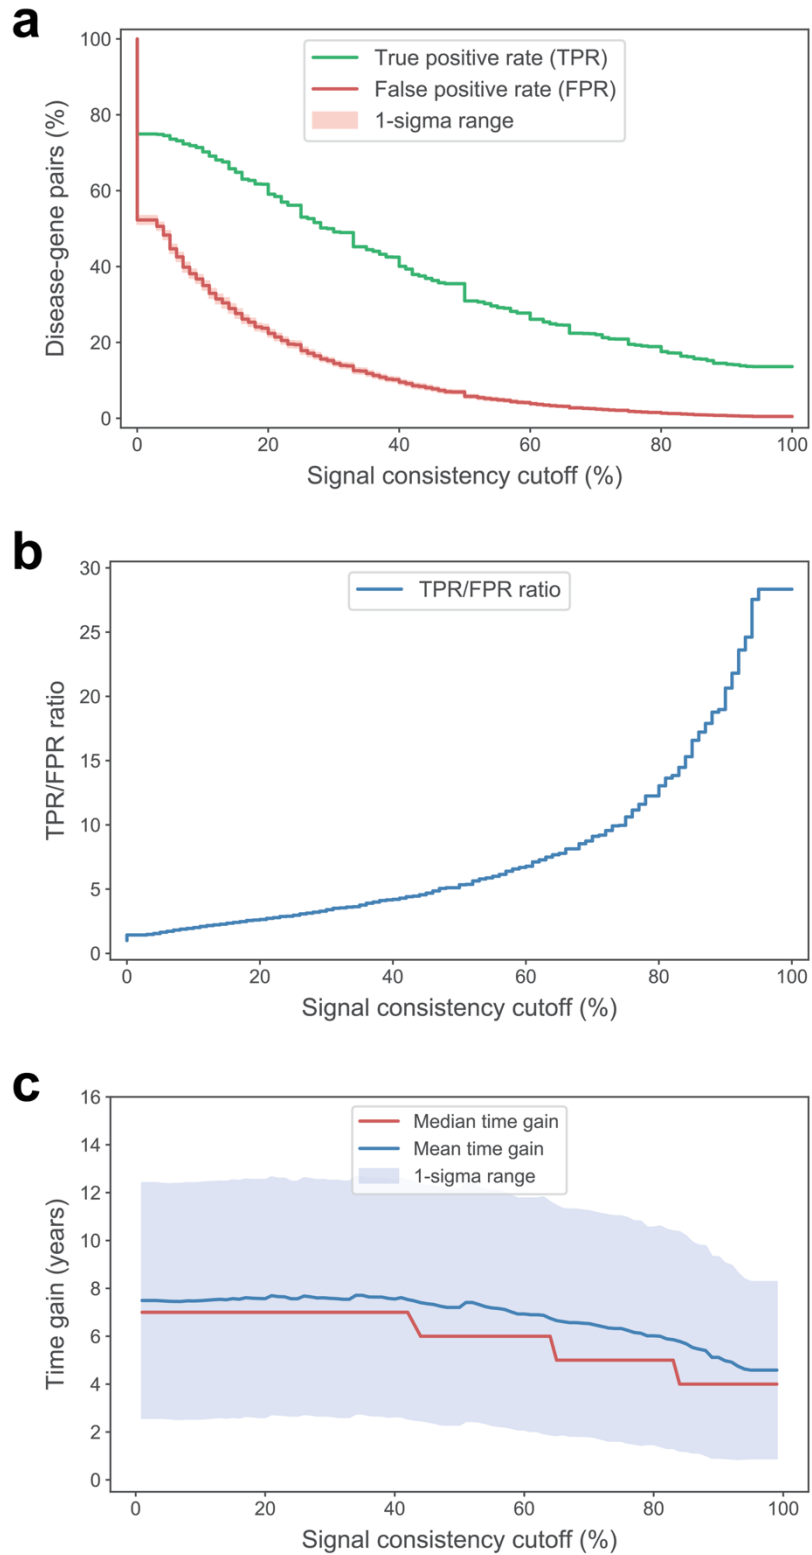 a
100
80
60
40
20
0
Disease-gene pairs (%)
True positive rate (TPR)
False positive rate (FPR)
1-sigma range
0 20 40 60 80 100
Signal consistency cutoff (%)
b
30
25
20
15
10
5
0
TPR/FPR ratio
TPR/FPR ratio
0 20 40 60 80 100
Signal consistency cutoff (%)
c
16
14
12
10
8
6
4
2
0
Time gain (years)
Median time gain
Mean time gain
1-sigma range
0 20 40 60 80 100
Signal consistency cutoff (%)